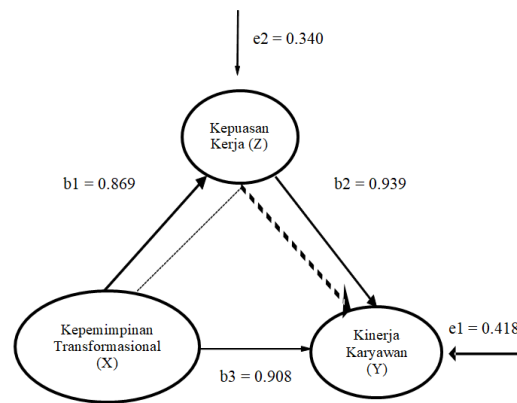 e2 = 0.340
Kepuasan
Kerja (Z)
b1 = 0.869
b2 = 0.939
Kepemimpinan
Transformasional
(X)
Kinerja
Karyawan
(Y)
e1 = 0.418
b3 = 0.908